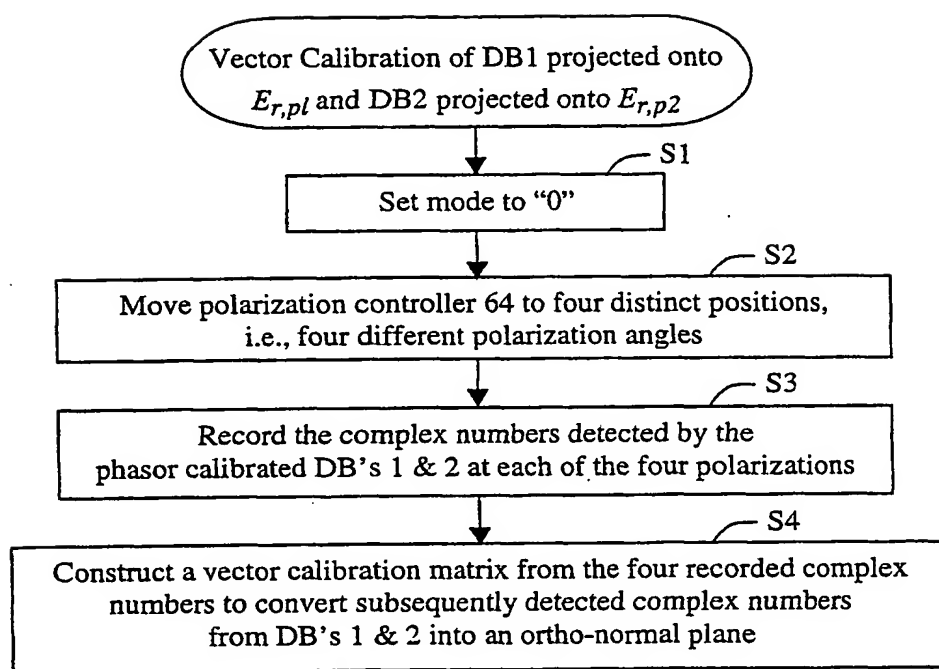 Vector Calibration of DB1 projected onto
E_{r,pl} and DB2 projected onto E_{r,p2}
S1
Set mode to “0”
S2
Move polarization controller 64 to four distinct positions,
i.e., four different polarization angles
S3
Record the complex numbers detected by the
phasor calibrated DB’s 1 & 2 at each of the four polarizations
S4
Construct a vector calibration matrix from the four recorded complex
numbers to convert subsequently detected complex numbers
from DB’s 1 & 2 into an ortho-normal plane